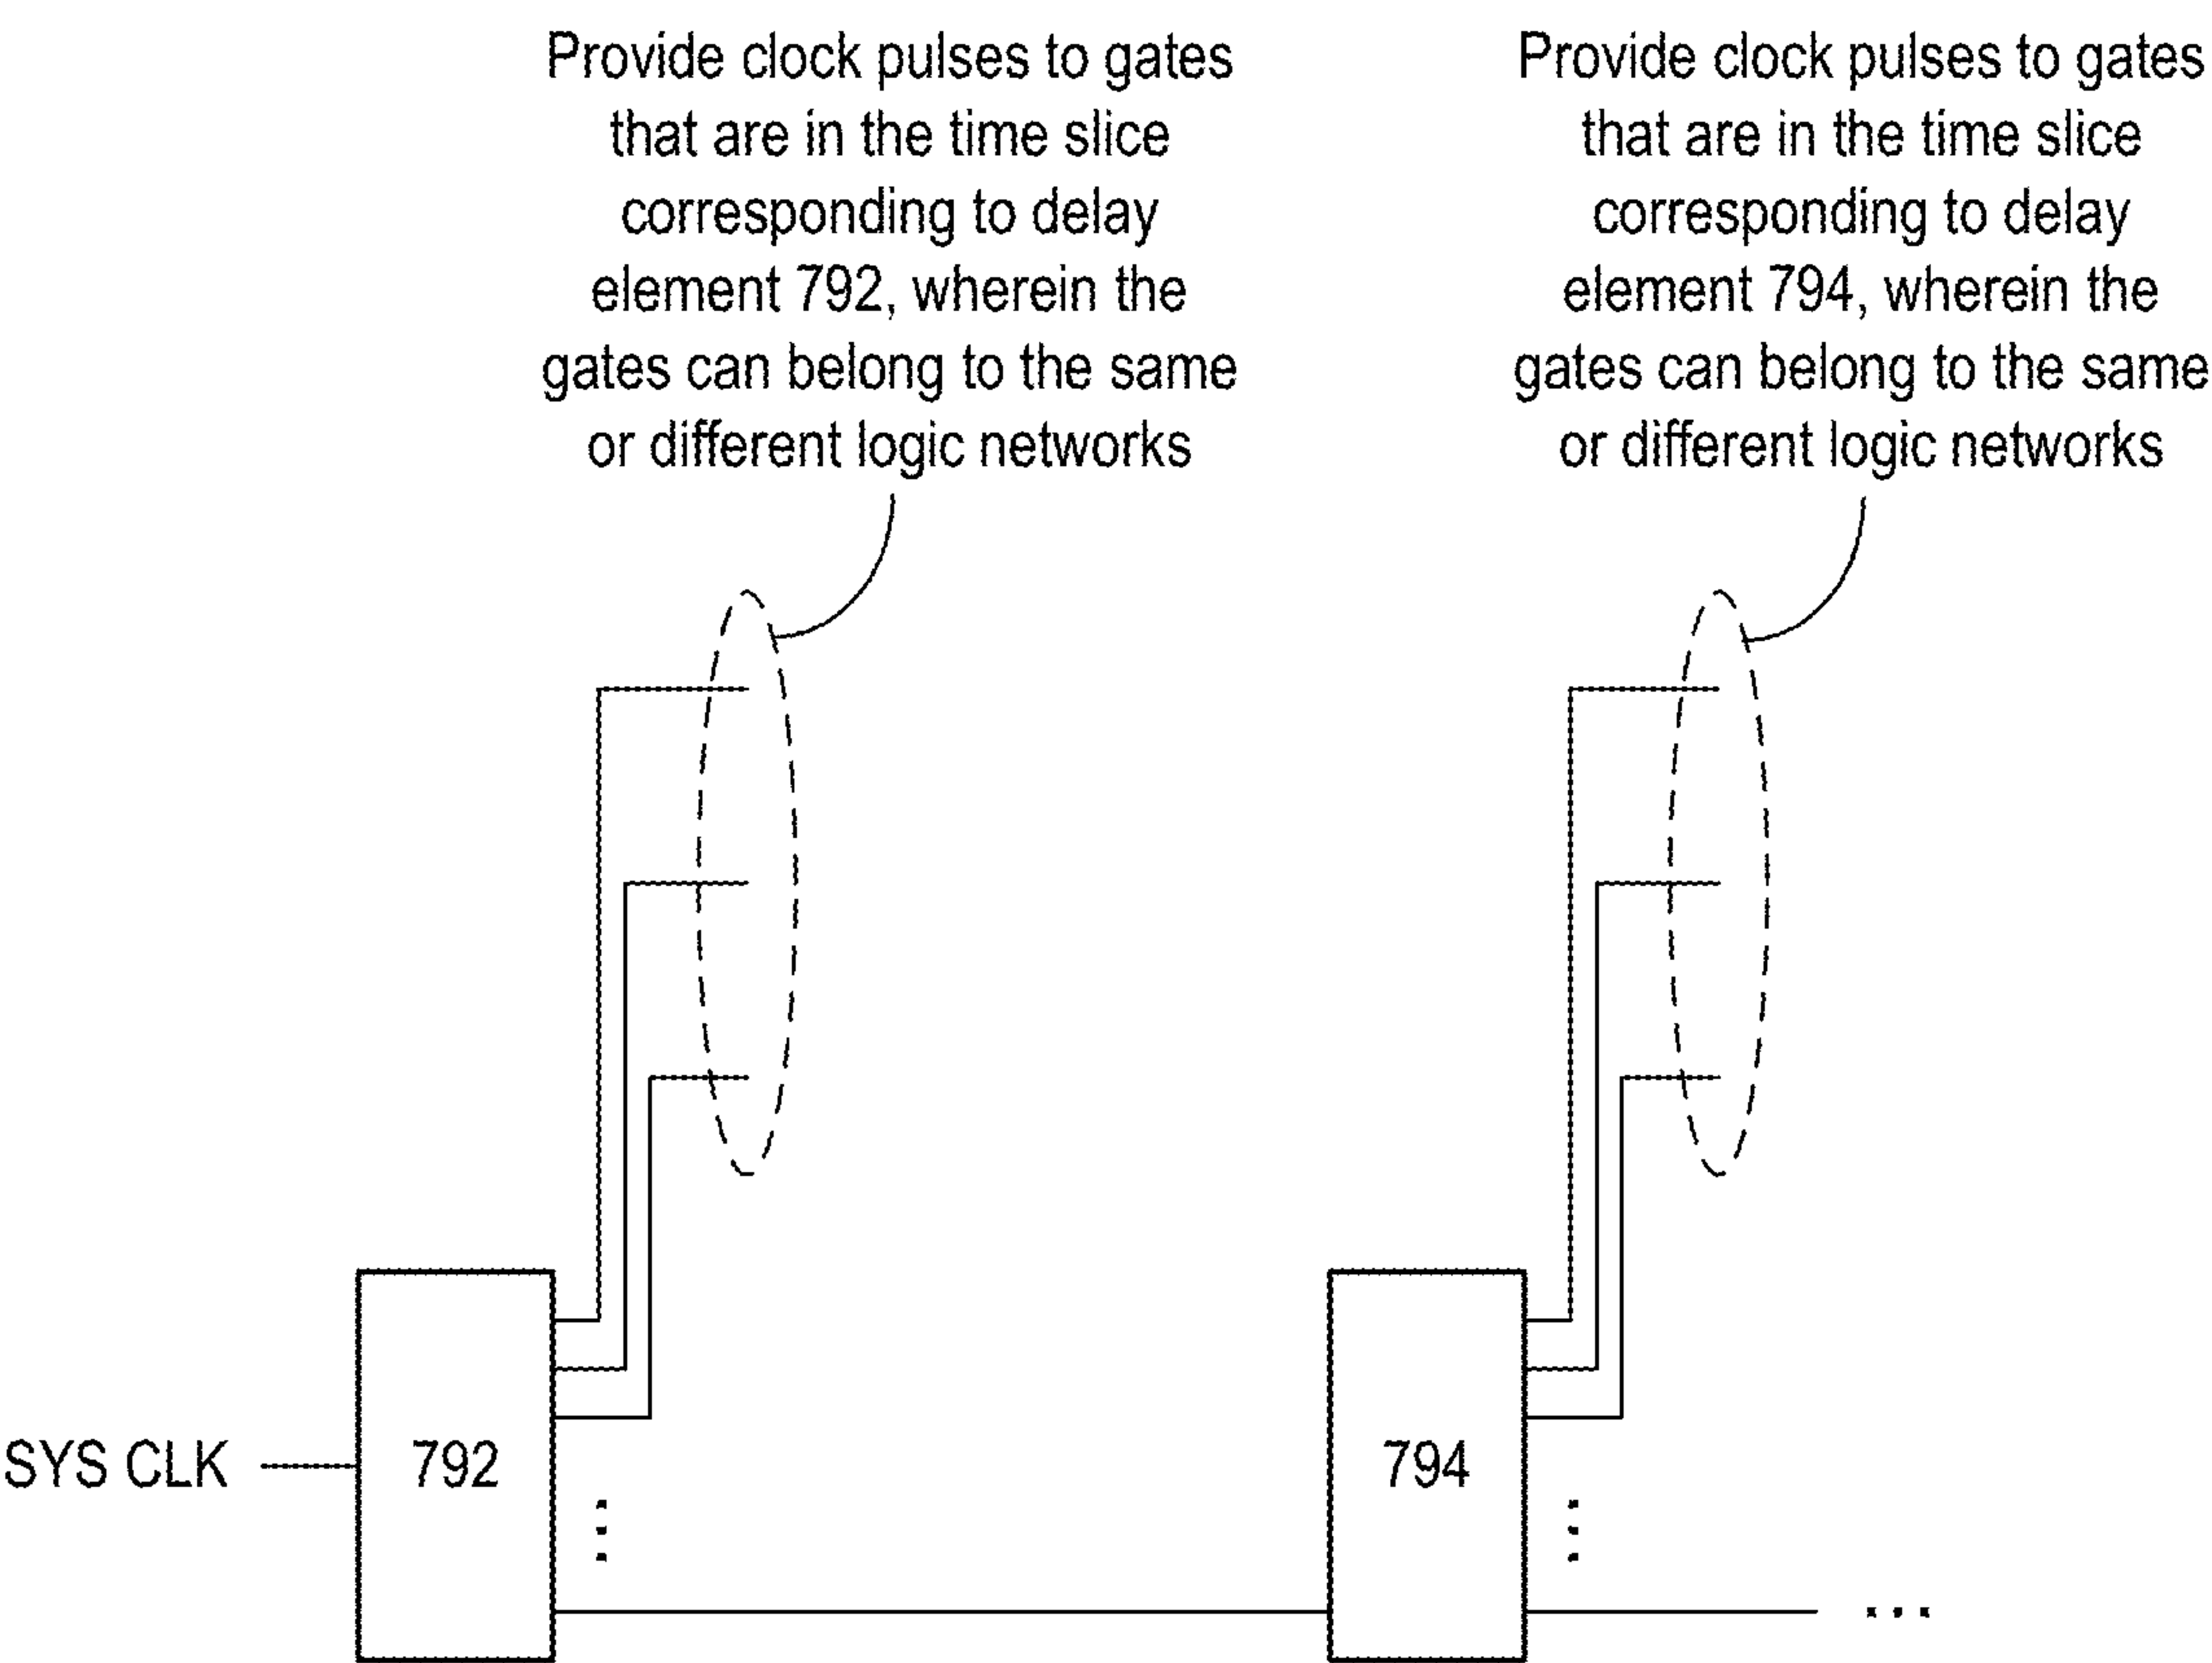 Provide clock pulses to gates
that are in the time slice
corresponding to delay
element 792, wherein the
gates can belong to the same
or different logic networks
Provide clock pulses to gates
that are in the time slice
corresponding to delay
element 794, wherein the
gates can belong to the same
or different logic networks
SYS CLK
792
794